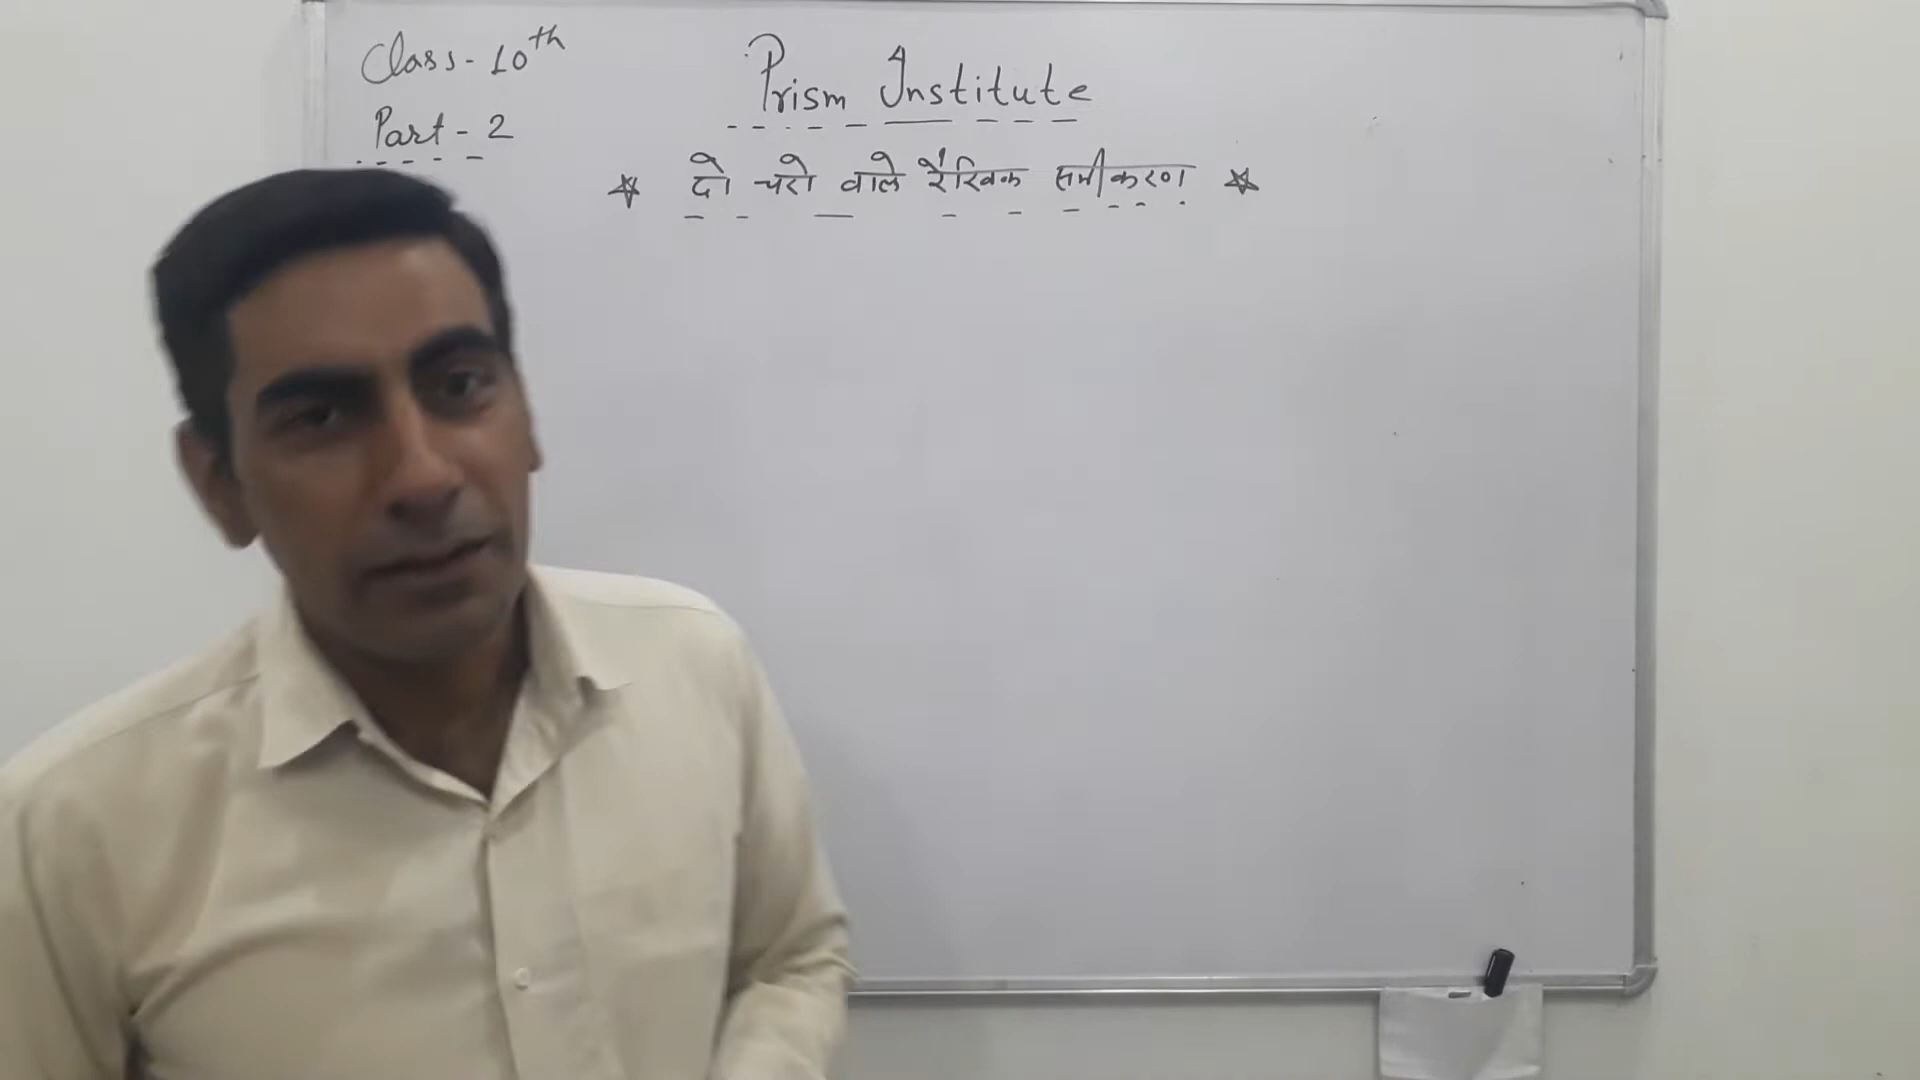 Class - 10th
Part - 2
Prism Institute
☆ दो चरो वाले रैखिक समीकरण ☆